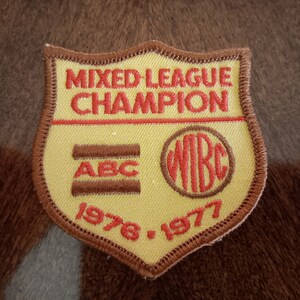 MIXED-LEAGUE
CHAMPION
ABC
WIBC
1976 • 1977